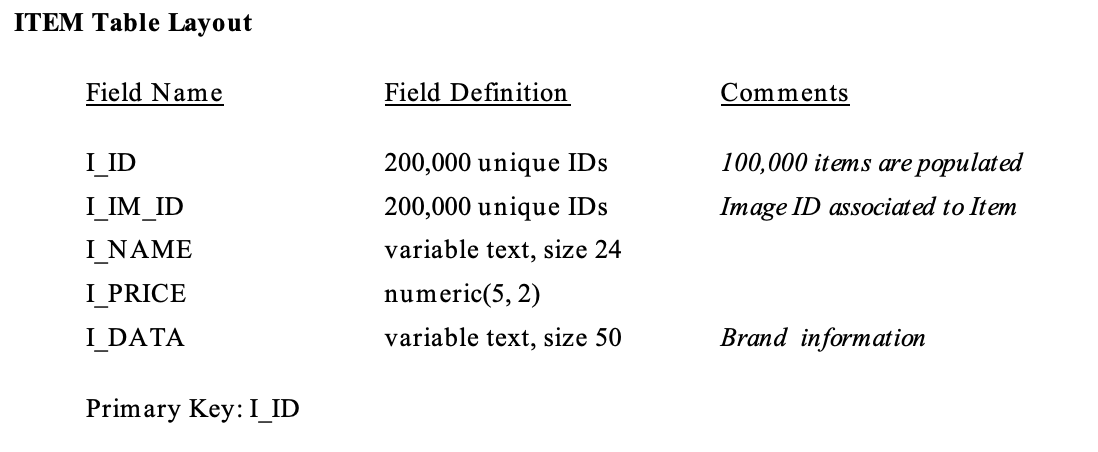 ITEM Table Layout
Field Name Field Definition Comments
I_ID 200,000 unique IDs 100,000 items are populated
I_IM_ID 200,000 unique IDs Image ID associated to Item
I_NAME variable text, size 24
I_PRICE numeric(5, 2)
I_DATA variable text, size 50 Brand information
Primary Key: I_ID